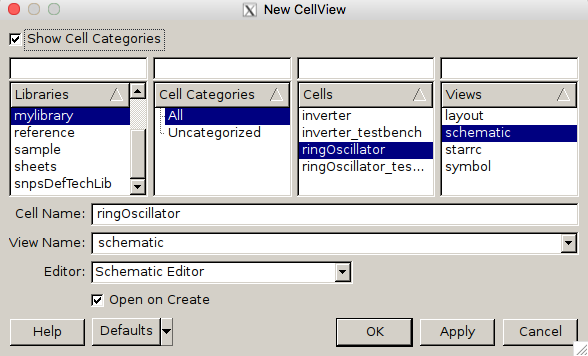 New CellView
Show Cell Categories
Libraries
mylibrary
reference
sample
sheets
snpsDefTechLib
Cell Categories
All
Uncategorized
Cells
inverter
inverter_testbench
ringOscillator
ringOscillator_tes...
Views
layout
schematic
starrc
symbol
Cell Name: ringOscillator
View Name: schematic
Editor: Schematic Editor
Open on Create
Help Defaults OK Apply Cancel